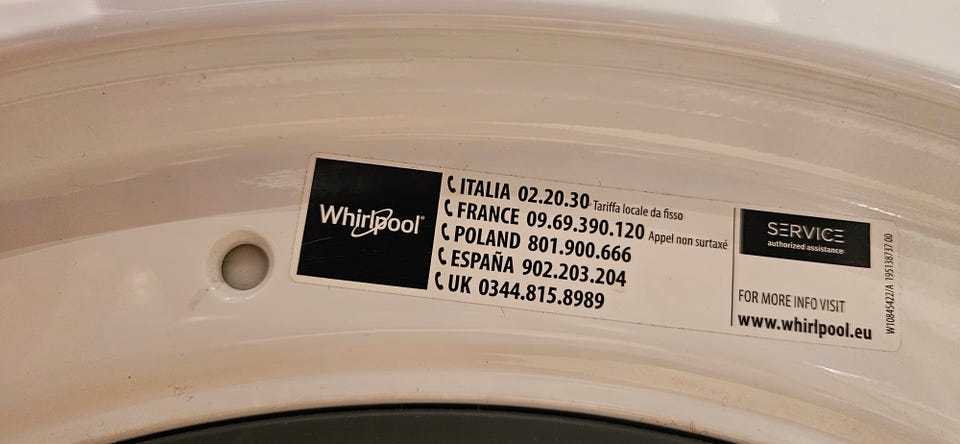 Whirlpool®
ITALIA 02.20.30 Tariffa locale da fisso
FRANCE 09.69.390.120 Appel non surtaxé
POLAND 801.900.666
ESPAÑA 902.203.204
UK 0344.815.8989
SERVICE
authorized assistance
FOR MORE INFO VISIT
www.whirlpool.eu
W10845422/A 195138737 00